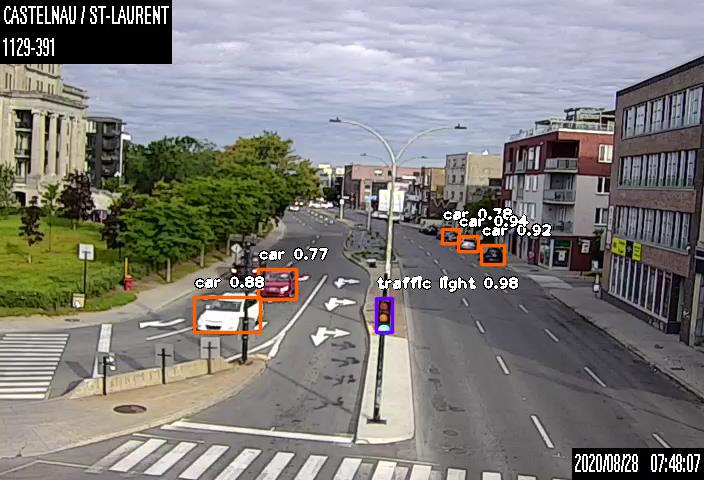 CASTELNAU / ST-LAURENT
1129-391
car 0.78
car 0.94
car 0.92
car 0.77
car 0.88
traffic light 0.98
2020/08/28 07:48:07